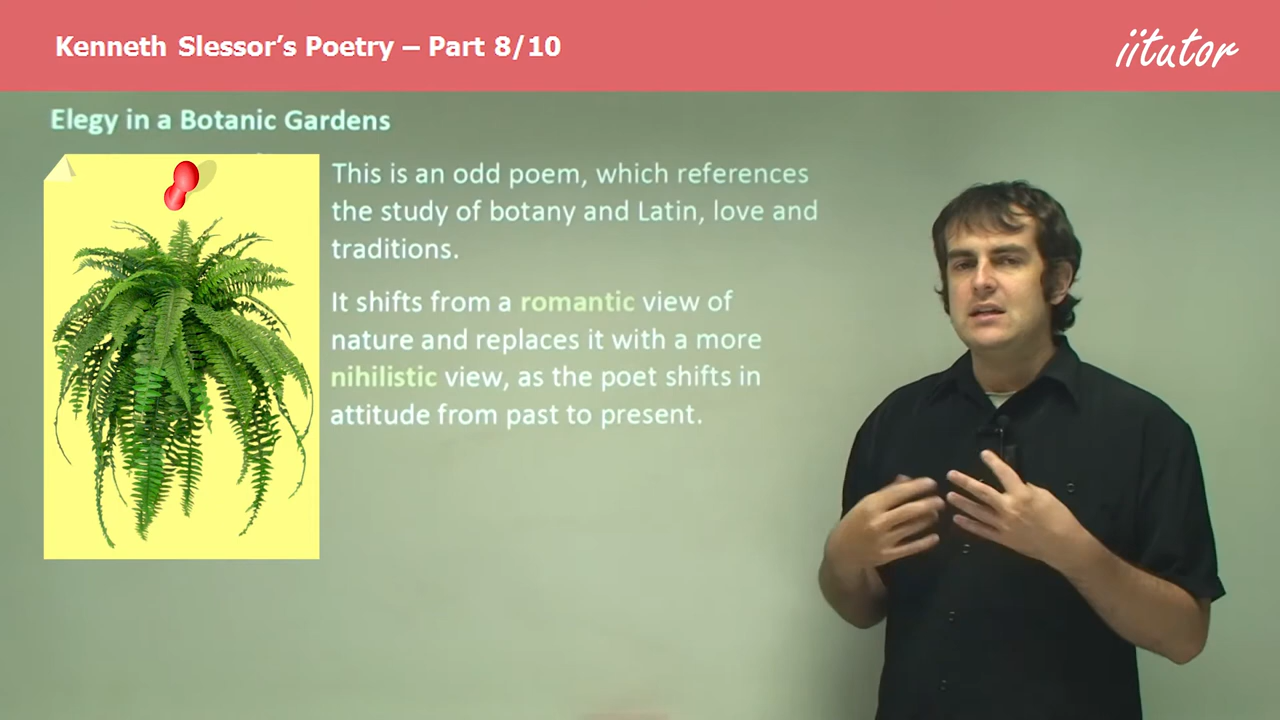 Kenneth Slessor's Poetry – Part 8/10
iitutor
Elegy in a Botanic Gardens
This is an odd poem, which references
the study of botany and Latin, love and
traditions.
It shifts from a romantic view of
nature and replaces it with a more
nihilistic view, as the poet shifts in
attitude from past to present.